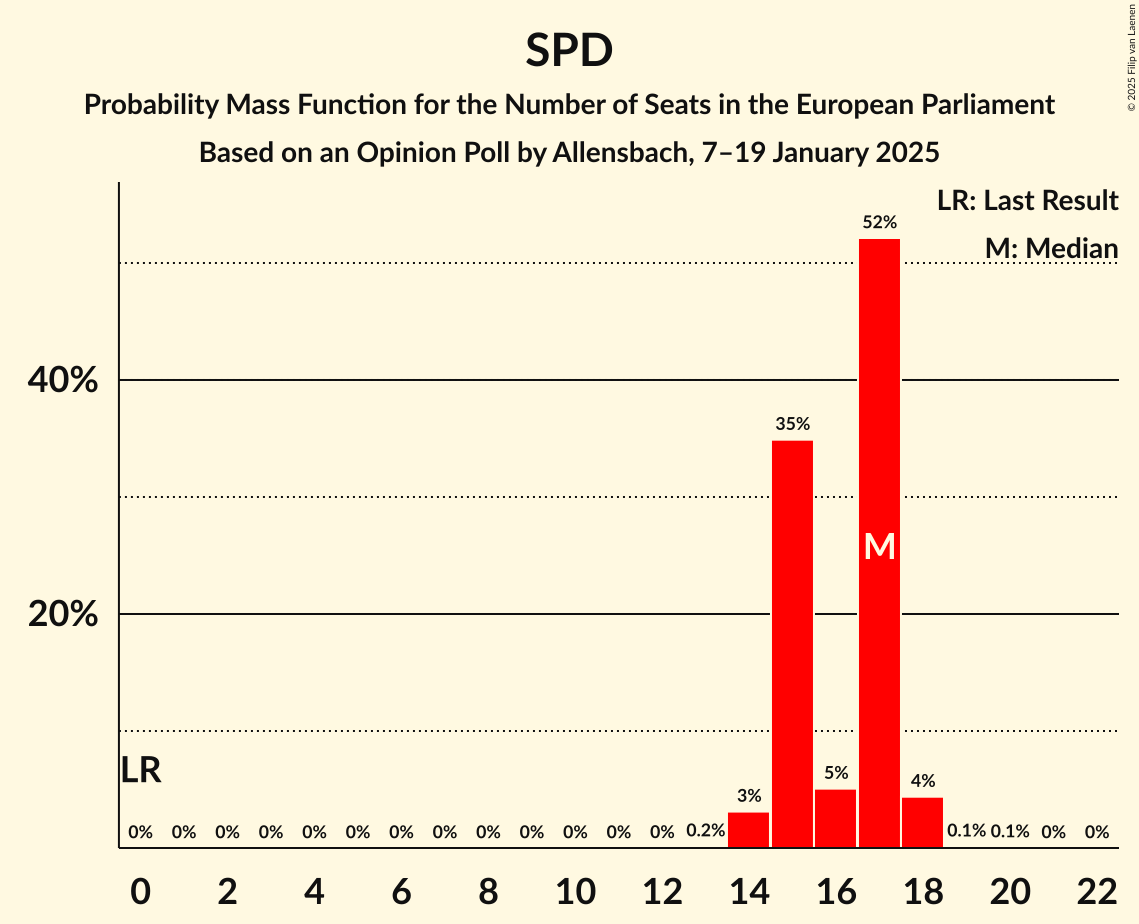 SPD
Probability Mass Function for the Number of Seats in the European Parliament
Based on an Opinion Poll by Allensbach, 7–19 January 2025
© 2025 Filip van Laenen
LR: Last Result
M: Median
52%
40%
35%
M
20%
LR
5%
4%
3%
0% 0% 0% 0% 0% 0% 0% 0% 0% 0% 0% 0% 0% 0.2% 0.1% 0.1% 0% 0%
0 2 4 6 8 10 12 14 16 18 20 22